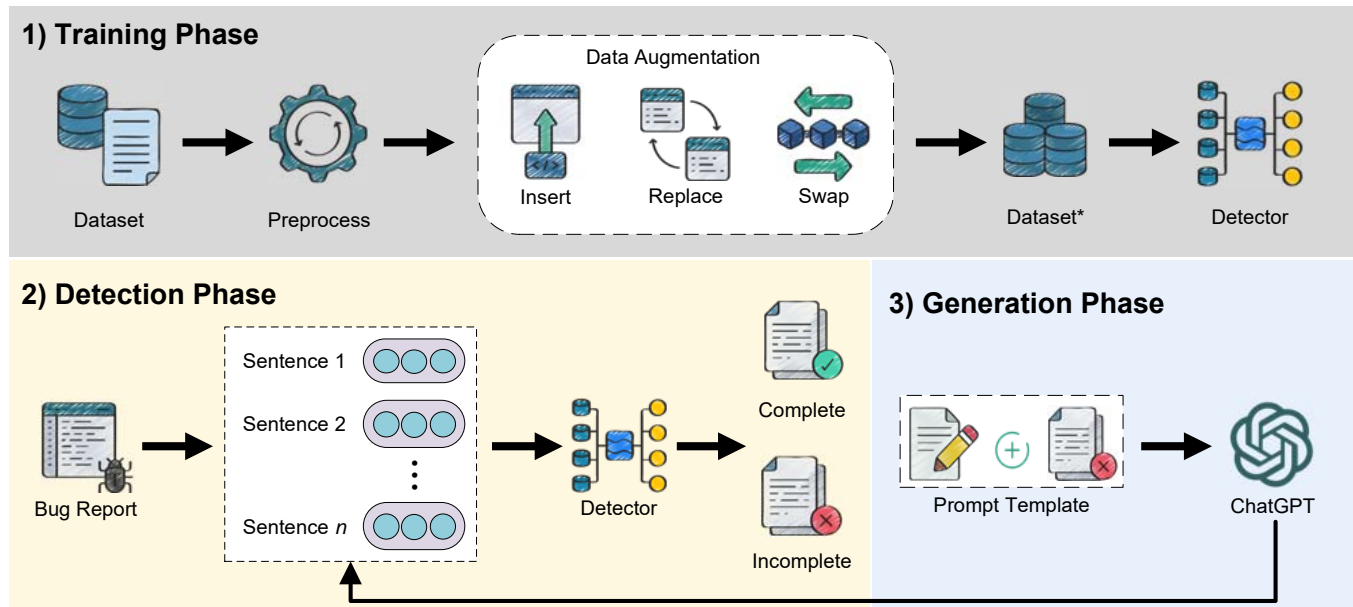 1) Training Phase
Data Augmentation
</>
Insert
Replace
Swap
Dataset
Preprocess
Dataset*
Detector
2) Detection Phase
Sentence 1
Sentence 2
Sentence n
Bug Report
Detector
Complete
Incomplete
3) Generation Phase
Prompt Template
ChatGPT